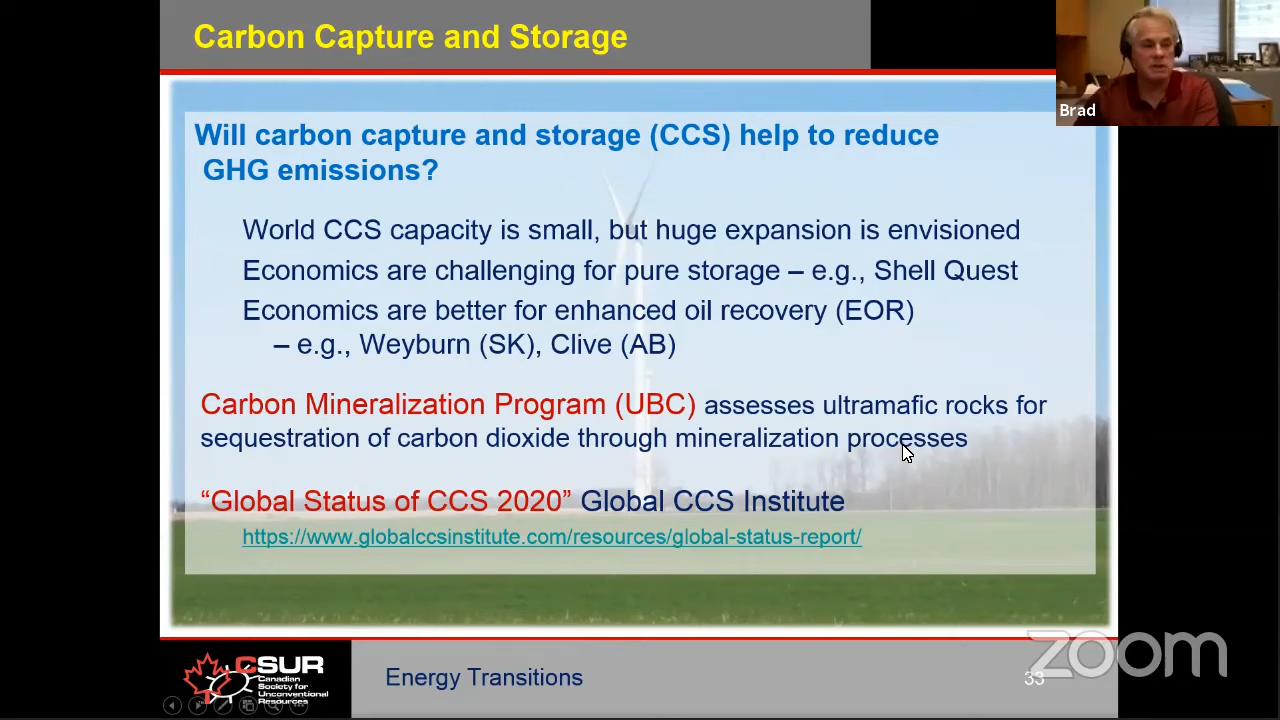 Carbon Capture and Storage
Brad
Will carbon capture and storage (CCS) help to reduce
GHG emissions?
World CCS capacity is small, but huge expansion is envisioned
Economics are challenging for pure storage – e.g., Shell Quest
Economics are better for enhanced oil recovery (EOR)
– e.g., Weyburn (SK), Clive (AB)
Carbon Mineralization Program (UBC) assesses ultramafic rocks for
sequestration of carbon dioxide through mineralization processes
“Global Status of CCS 2020” Global CCS Institute
https://www.globalccsinstitute.com/resources/global-status-report/
CSUR
Canadian
Society for
Unconventional
Resources
Energy Transitions
33
zoom